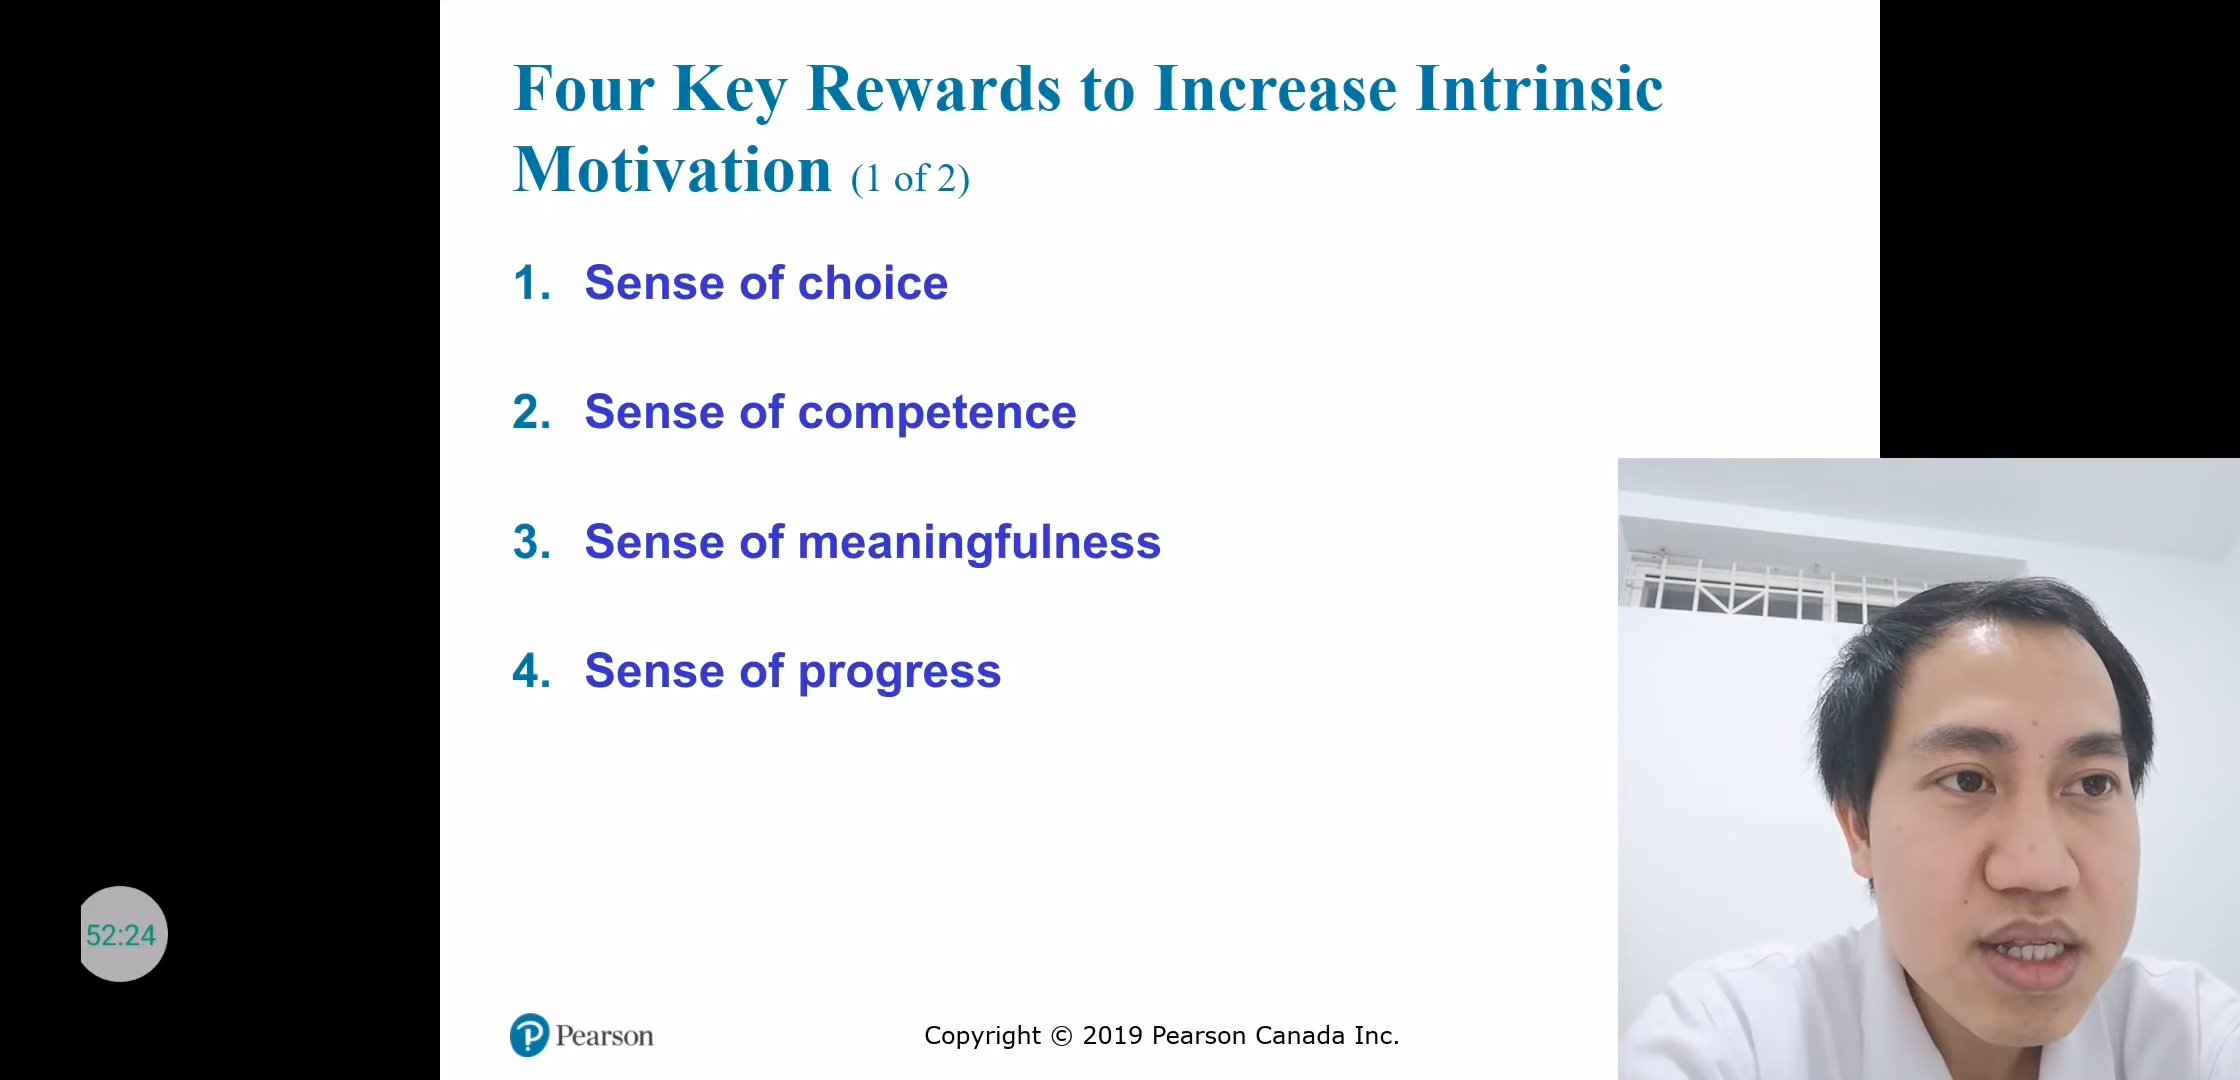 Four Key Rewards to Increase Intrinsic
Motivation (1 of 2)
1. Sense of choice
2. Sense of competence
3. Sense of meaningfulness
4. Sense of progress
52:24
Pearson
Copyright © 2019 Pearson Canada Inc.